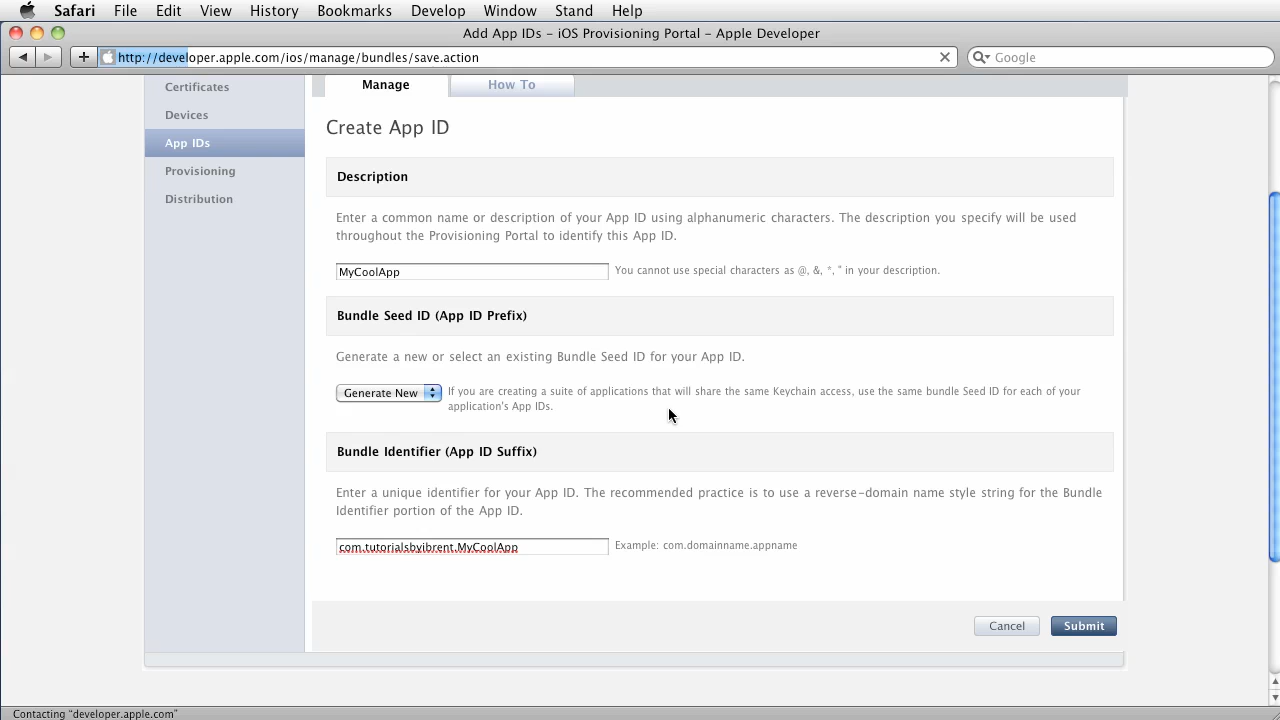 Safari File Edit View History Bookmarks Develop Window Stand Help
Add App IDs – iOS Provisioning Portal – Apple Developer
http://developer.apple.com/ios/manage/bundles/save.action
Google
Certificates
Devices
App IDs
Provisioning
Distribution
Manage
How To
Create App ID
Description
Enter a common name or description of your App ID using alphanumeric characters. The description you specify will be used
throughout the Provisioning Portal to identify this App ID.
MyCoolApp
You cannot use special characters as @, &, *, " in your description.
Bundle Seed ID (App ID Prefix)
Generate a new or select an existing Bundle Seed ID for your App ID.
Generate New
If you are creating a suite of applications that will share the same Keychain access, use the same bundle Seed ID for each of your
application's App IDs.
Bundle Identifier (App ID Suffix)
Enter a unique identifier for your App ID. The recommended practice is to use a reverse-domain name style string for the Bundle
Identifier portion of the App ID.
com.tutorialsbyibrent.MyCoolApp
Example: com.domainname.appname
Cancel
Submit
Contacting "developer.apple.com"